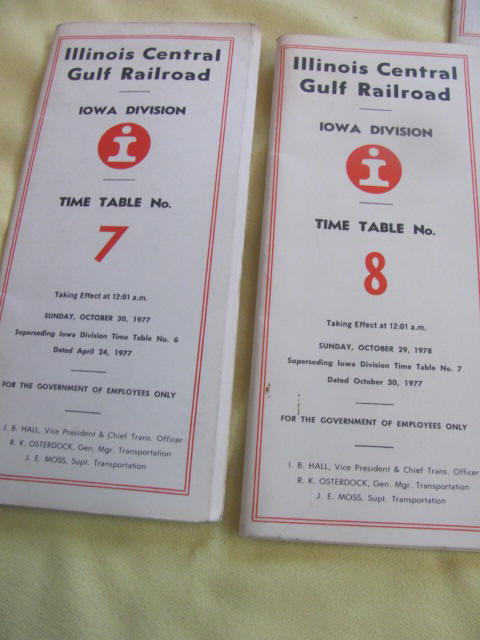 Illinois Central
Gulf Railroad
IOWA DIVISION
i
TIME TABLE No.
7
Taking Effect at 12:01 a.m.
SUNDAY, OCTOBER 30, 1977
Superseding Iowa Division Time Table No. 6
Dated April 24, 1977
FOR THE GOVERNMENT OF EMPLOYEES ONLY
I. B. HALL, Vice President & Chief Trans. Officer
R. K. OSTERDOCK, Gen. Mgr. Transportation
J. E. MOSS, Supt. Transportation
Illinois Central
Gulf Railroad
IOWA DIVISION
i
TIME TABLE No.
8
Taking Effect at 12:01 a.m.
SUNDAY, OCTOBER 29, 1978
Superseding Iowa Division Time Table No. 7
Dated October 30, 1977
FOR THE GOVERNMENT OF EMPLOYEES ONLY
I. B. HALL, Vice President & Chief Trans. Officer
R. K. OSTERDOCK, Gen. Mgr. Transportation
J. E. MOSS, Supt. Transportation